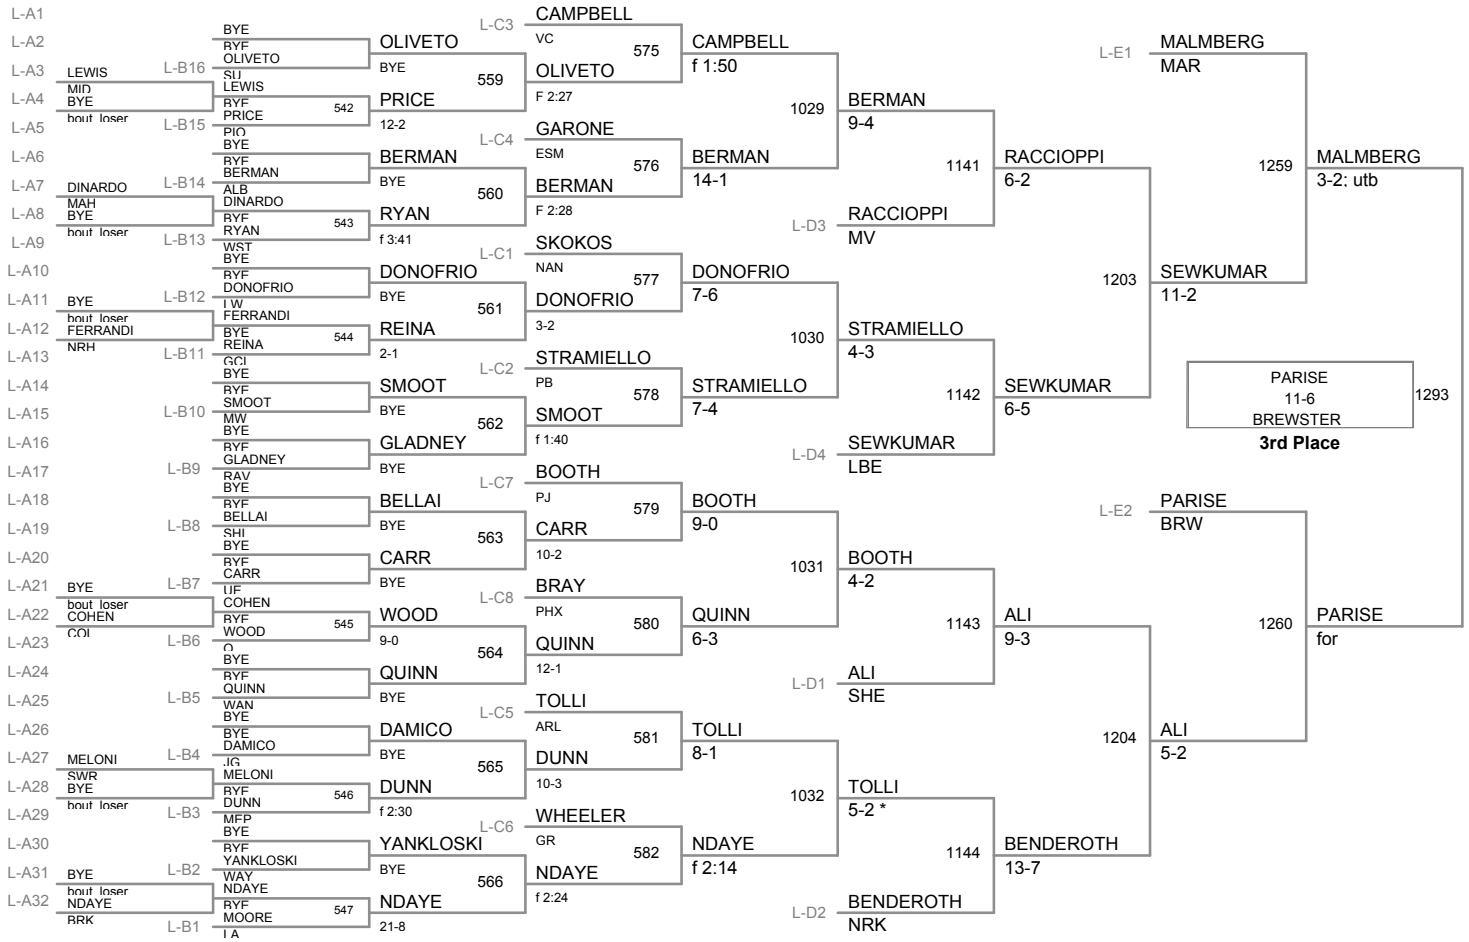 L-A1
L-A2
L-A3
L-A4
L-A5
L-A6
L-A7
L-A8
L-A9
L-A10
L-A11
L-A12
L-A13
L-A14
L-A15
L-A16
L-A17
L-A18
L-A19
L-A20
L-A21
L-A22
L-A23
L-A24
L-A25
L-A26
L-A27
L-A28
L-A29
L-A30
L-A31
L-A32
LEWIS
MID
BYE
bout_loser
DINARDO
MAH
BYE
bout_loser
BYE
bout_loser
FERRANDI
NRH
BYE
bout_loser
COHEN
COL
MELONI
SWR
BYE
bout_loser
BYE
bout_loser
NDAYE
BRK
L-B16
L-B15
L-B14
L-B13
L-B12
L-B11
L-B10
L-B9
L-B8
L-B7
L-B6
L-B5
L-B4
L-B3
L-B2
L-B1
BYE
BYE
OLIVETO
SU
LEWIS
BYE
PRICE
BYE
BYE
BERMAN
ALB
DINARDO
BYE
RYAN
WST
BYE
BYE
DONOFRIO
LW
FERRANDI
BYE
REINA
BYE
BYE
SMOOT
MW
BYE
BYE
GLADNEY
RAV
BYE
BYE
BELLAI
BYE
BYE
CARR
COHEN
BYE
WOOD
BYE
BYE
QUINN
WAN
BYE
BYE
DAMICO
JG
MELONI
BYE
DUNN
BYE
BYE
YANKLOSKI
WAY
NDAYE
BYE
MOORE
LA
542
543
544
545
546
547
OLIVETO
BYE
PRICE
12-2
BERMAN
BYE
RYAN
f 3:41
DONOFRIO
BYE
REINA
2-1
SMOOT
BYE
GLADNEY
BYE
BELLAI
BYE
CARR
BYE
WOOD
9-0
QUINN
BYE
DAMICO
BYE
DUNN
f 2:30
YANKLOSKI
BYE
NDAYE
21-8
559
560
561
562
563
564
565
566
L-C3
L-C4
L-C1
L-C2
L-C7
L-C8
L-C5
L-C6
CAMPBELL
VC
OLIVETO
F 2:27
GARONE
ESM
BERMAN
F 2:28
SKOKOS
NAN
DONOFRIO
3-2
STRAMIELLO
PB
SMOOT
f 1:40
BOOTH
PJ
CARR
10-2
BRAY
PHX
QUINN
12-1
TOLLI
ARL
DUNN
10-3
WHEELER
GR
NDAYE
f 2:24
575
576
577
578
579
580
581
582
CAMPBELL
f 1:50
BERMAN
14-1
DONOFRIO
7-6
STRAMIELLO
7-4
BOOTH
9-0
QUINN
6-3
TOLLI
8-1
NDAYE
f 2:14
1029
1030
1031
1032
L-D3
L-D4
L-D1
L-D2
BERMAN
9-4
RACCIOPPI
MV
STRAMIELLO
4-3
SEWKUMAR
LBE
BOOTH
4-2
ALI
SHE
TOLLI
5-2 *
BENDEROTH
NRK
1141
1142
1143
1144
RACCIOPPI
6-2
SEWKUMAR
6-5
ALI
9-3
BENDEROTH
13-7
1203
1204
L-E1
L-E2
MALMBERG
MAR
SEWKUMAR
11-2
PARISE
BRW
ALI
5-2
1259
1260
MALMBERG
3-2: utb
PARISE
for
PARISE
11-6
BREWSTER
1293
3rd Place